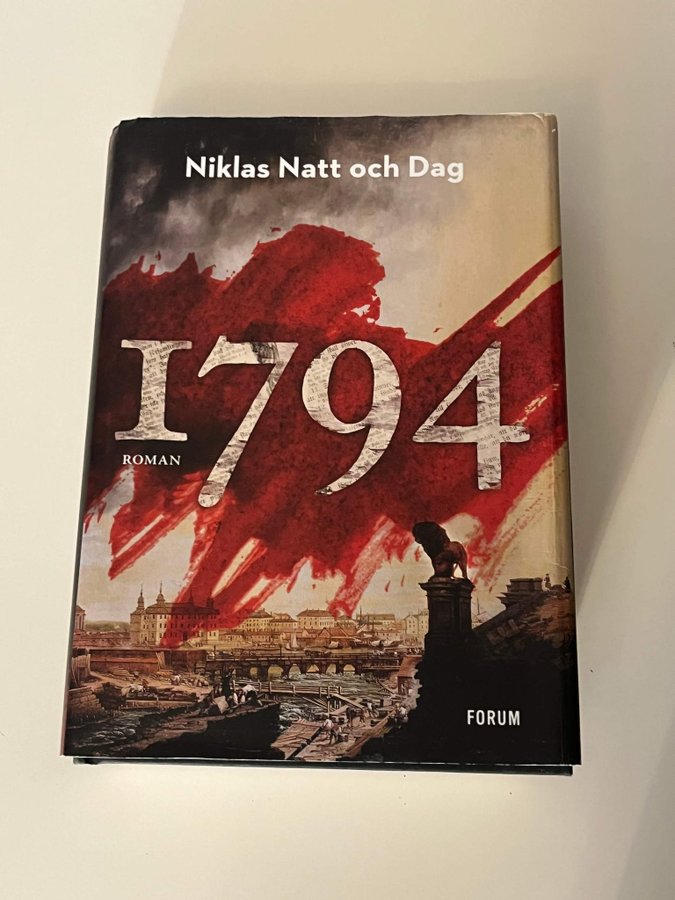 Niklas Natt och Dag
1794
ROMAN
FORUM